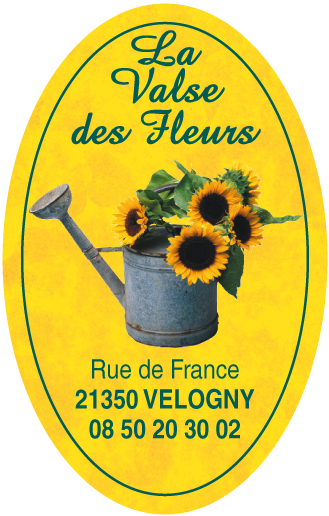 La
Valse
des Fleurs
Rue de France
21350 VELOGNY
08 50 20 30 02